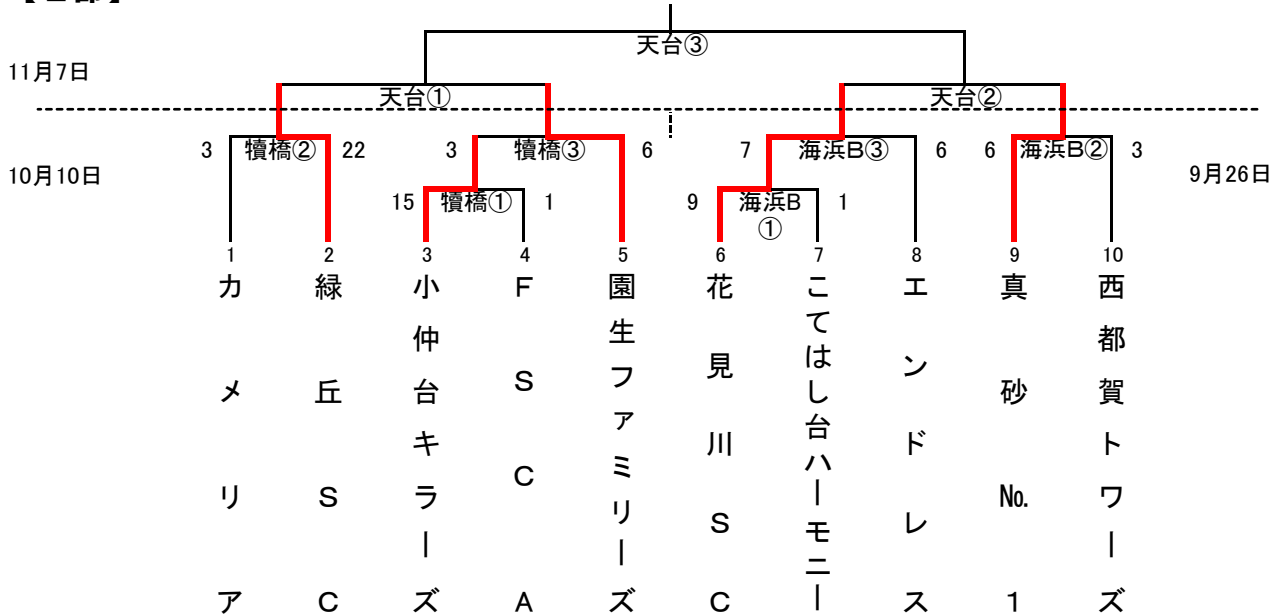 天台③
11月7日
天台①
天台②
3 犢橋② 22
3 犢橋③ 6
7 海浜B③ 6
6 海浜B② 3
10月10日
9月26日
15 犢橋① 1
9 海浜B① 1
1 カメリア
2 緑丘SC
3 小仲台キラーズ
4 FSCA
5 園生ファミリーズ
6 花見川SC
7 こてはし台ハーモニー
8 エンドレス
9 真砂№1
10 西都賀トワーズ